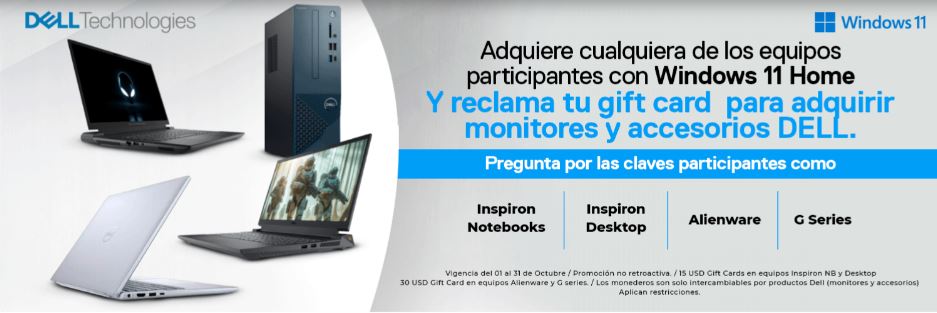 DELLTechnologies
Windows 11
Adquiere cualquiera de los equipos
participantes con Windows 11 Home
Y reclama tu gift card para adquirir
monitores y accesorios DELL.
Pregunta por las claves participantes como
Inspiron
Notebooks
Inspiron
Desktop
Alienware
G Series
Vigencia del 01 al 31 de Octubre / Promoción no retroactiva. / 15 USD Gift Cards en equipos Inspiron NB y Desktop
30 USD Gift Card en equipos Alienware y G series. / Los monederos son solo intercambiables por productos Dell (monitores y accesorios)
Aplican restricciones.